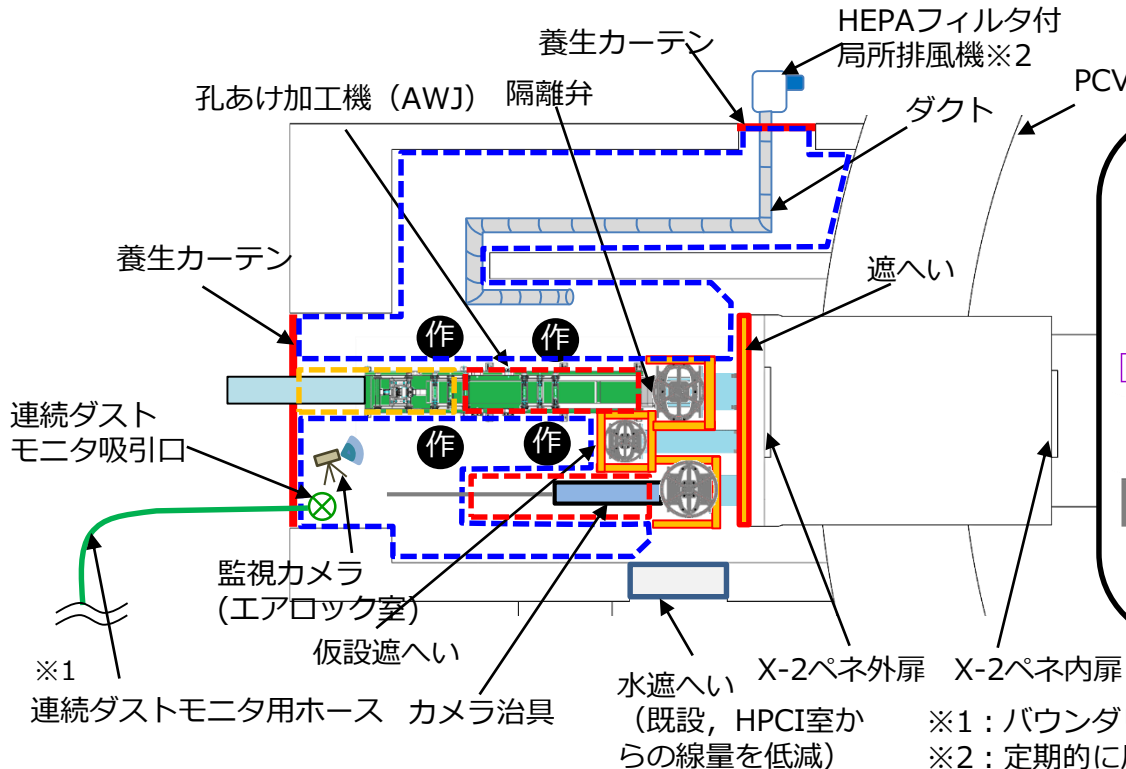 HEPAフィルタ付
局所排風機※2
養生カーテン
PCV
孔あけ加工機（AWJ）
隔離弁
ダクト
養生カーテン
遮へい
作
作
連続ダスト
モニタ吸引口
作
作
監視カメラ
(エアロック室)
仮設遮へい
※1
連続ダストモニタ用ホース
カメラ治具
水遮へい
（既設，HPCI室か
らの線量を低減）
X-2ペネ外扉
X-2ペネ内扉
※1：バウンダ
※2：定期的に